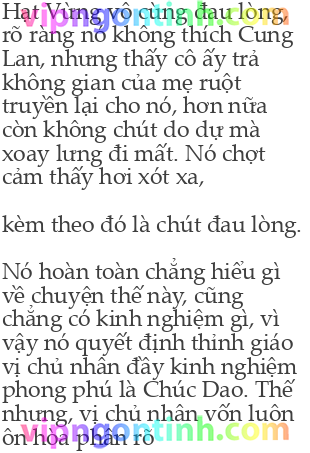 Hạt Vừng vô cùng đau lòng,
rõ ràng nó không thích Cung
Lan, nhưng thấy cô ấy trả
không gian của mẹ ruột
truyền lại cho nó, hơn nữa
còn không chút do dự mà
xoay lưng đi mất. Nó chợt
cảm thấy hơi xót xa,
kèm theo đó là chút đau lòng.
Nó hoàn toàn chẳng hiểu gì
về chuyện thế này, cũng
chẳng có kinh nghiệm gì, vì
vậy nó quyết định thỉnh giáo
vị chủ nhân đầy kinh nghiệm
phong phú là Chúc Dao. Thế
nhưng, vị chủ nhân vốn luôn
ôn hòa phân rõ
vipngontinh.com
vipngontinh.com